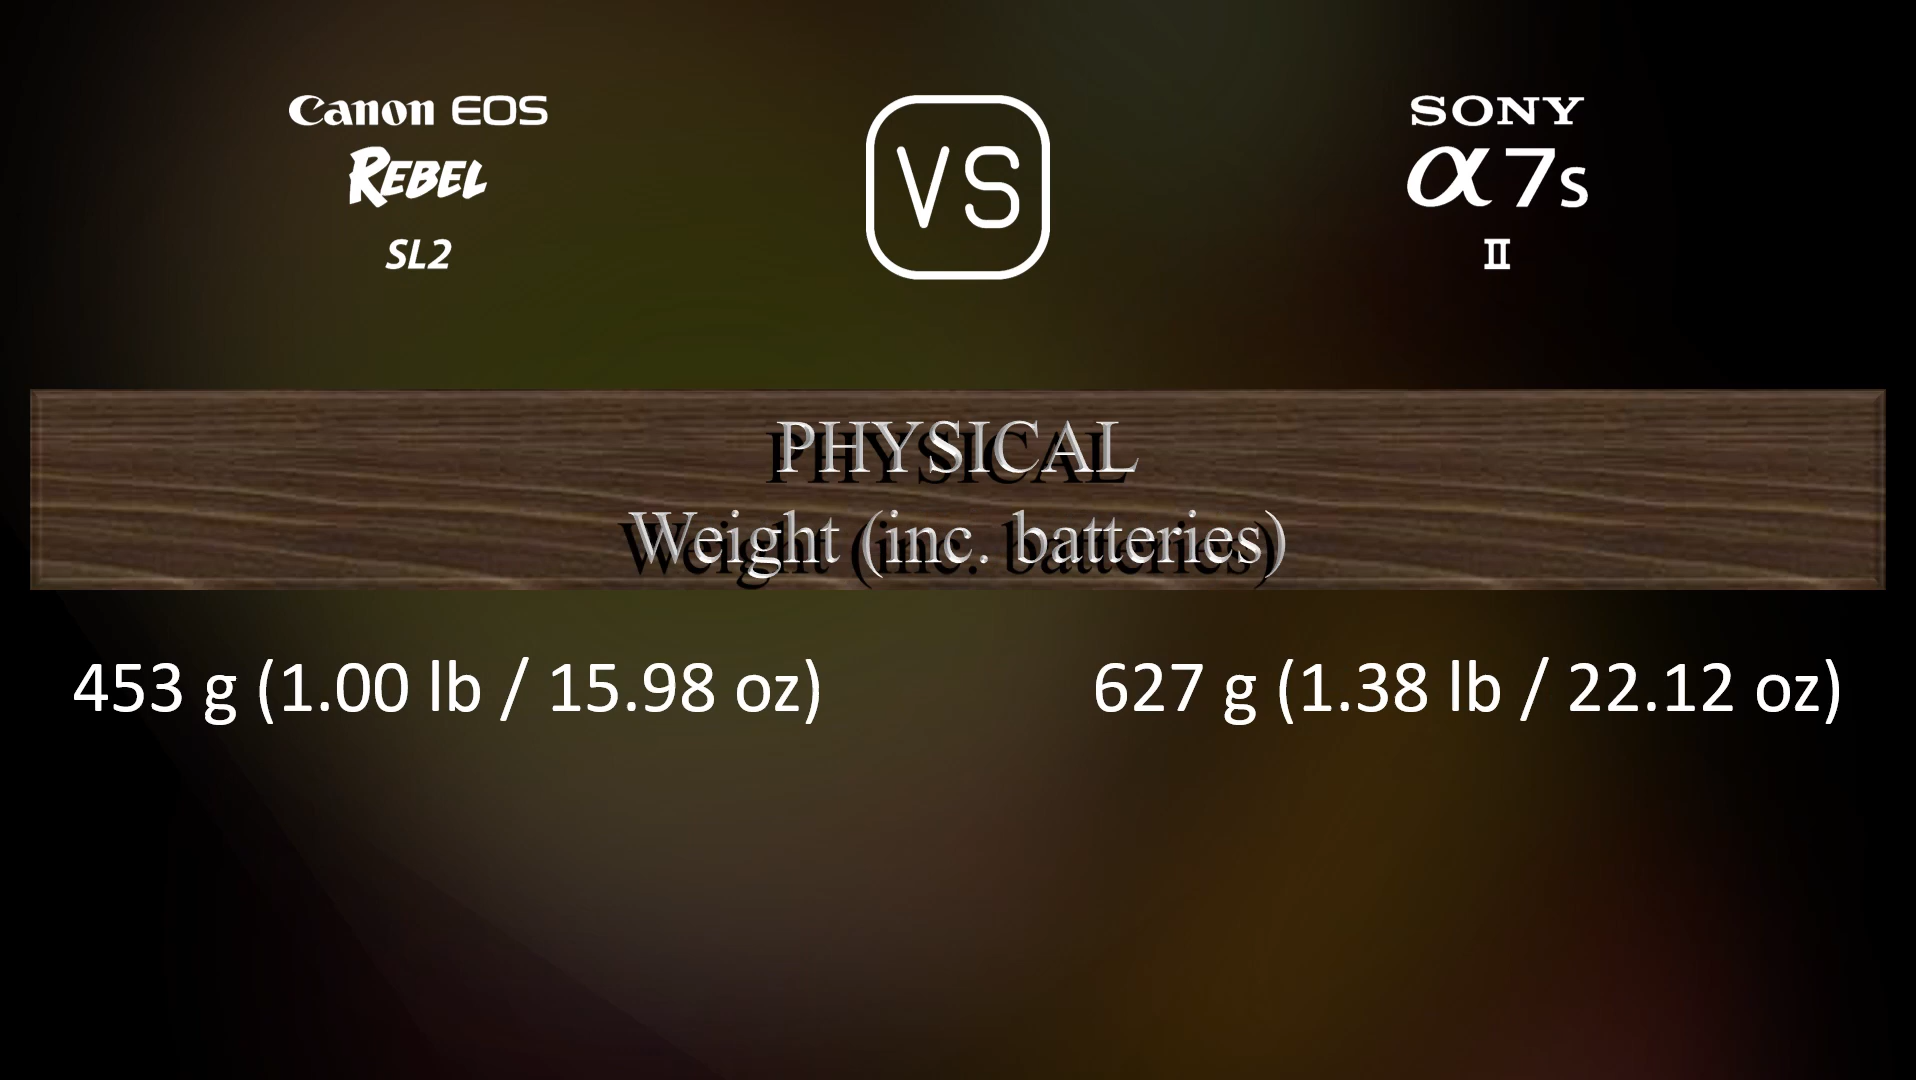 Canon EOS
REBEL
SL2
VS
SONY
α7s
II
PHYSICAL
Weight (inc. batteries)
453 g (1.00 lb / 15.98 oz)
627 g (1.38 lb / 22.12 oz)